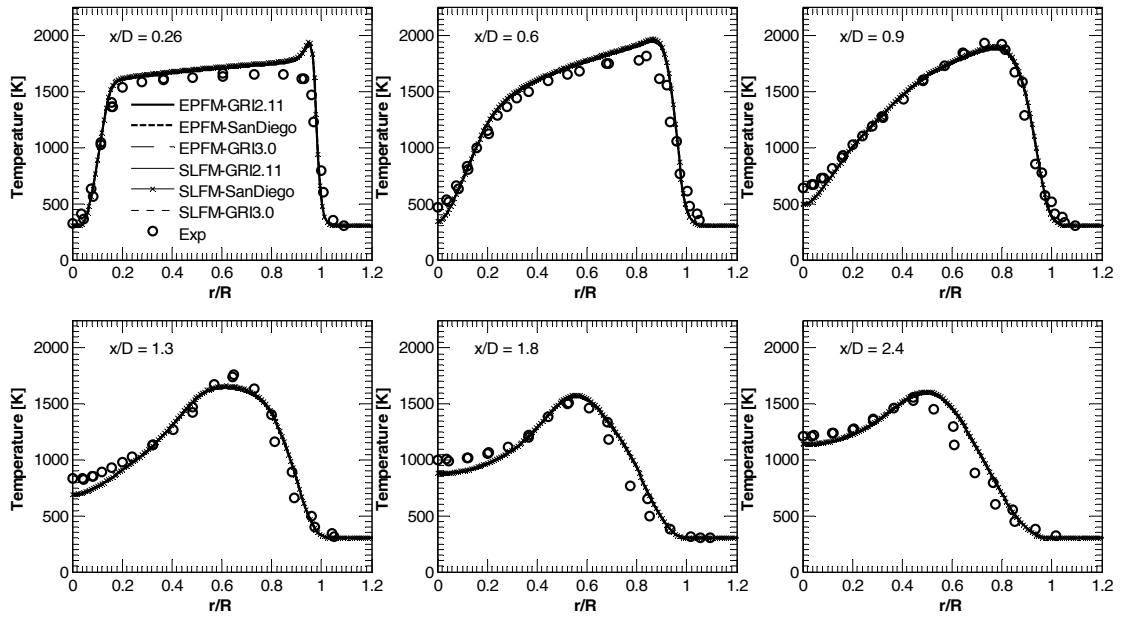 x/D = 0.26
x/D = 0.6
x/D = 0.9
Temperature [K]
2000
1500
1000
500
0
EPFM-GRI2.11
EPFM-SanDiego
EPFM-GRI3.0
SLFM-GRI2.11
SLFM-SanDiego
SLFM-GRI3.0
Exp
Temperature [K]
2000
1500
1000
500
0
Temperature [K]
2000
1500
1000
500
0
0 0.2 0.4 0.6 0.8 1 1.2
0 0.2 0.4 0.6 0.8 1 1.2
0 0.2 0.4 0.6 0.8 1 1.2
r/R
r/R
r/R
x/D = 1.3
x/D = 1.8
x/D = 2.4
Temperature [K]
2000
1500
1000
500
0
Temperature [K]
2000
1500
1000
500
0
Temperature [K]
2000
1500
1000
500
0
0 0.2 0.4 0.6 0.8 1 1.2
0 0.2 0.4 0.6 0.8 1 1.2
0 0.2 0.4 0.6 0.8 1 1.2
r/R
r/R
r/R